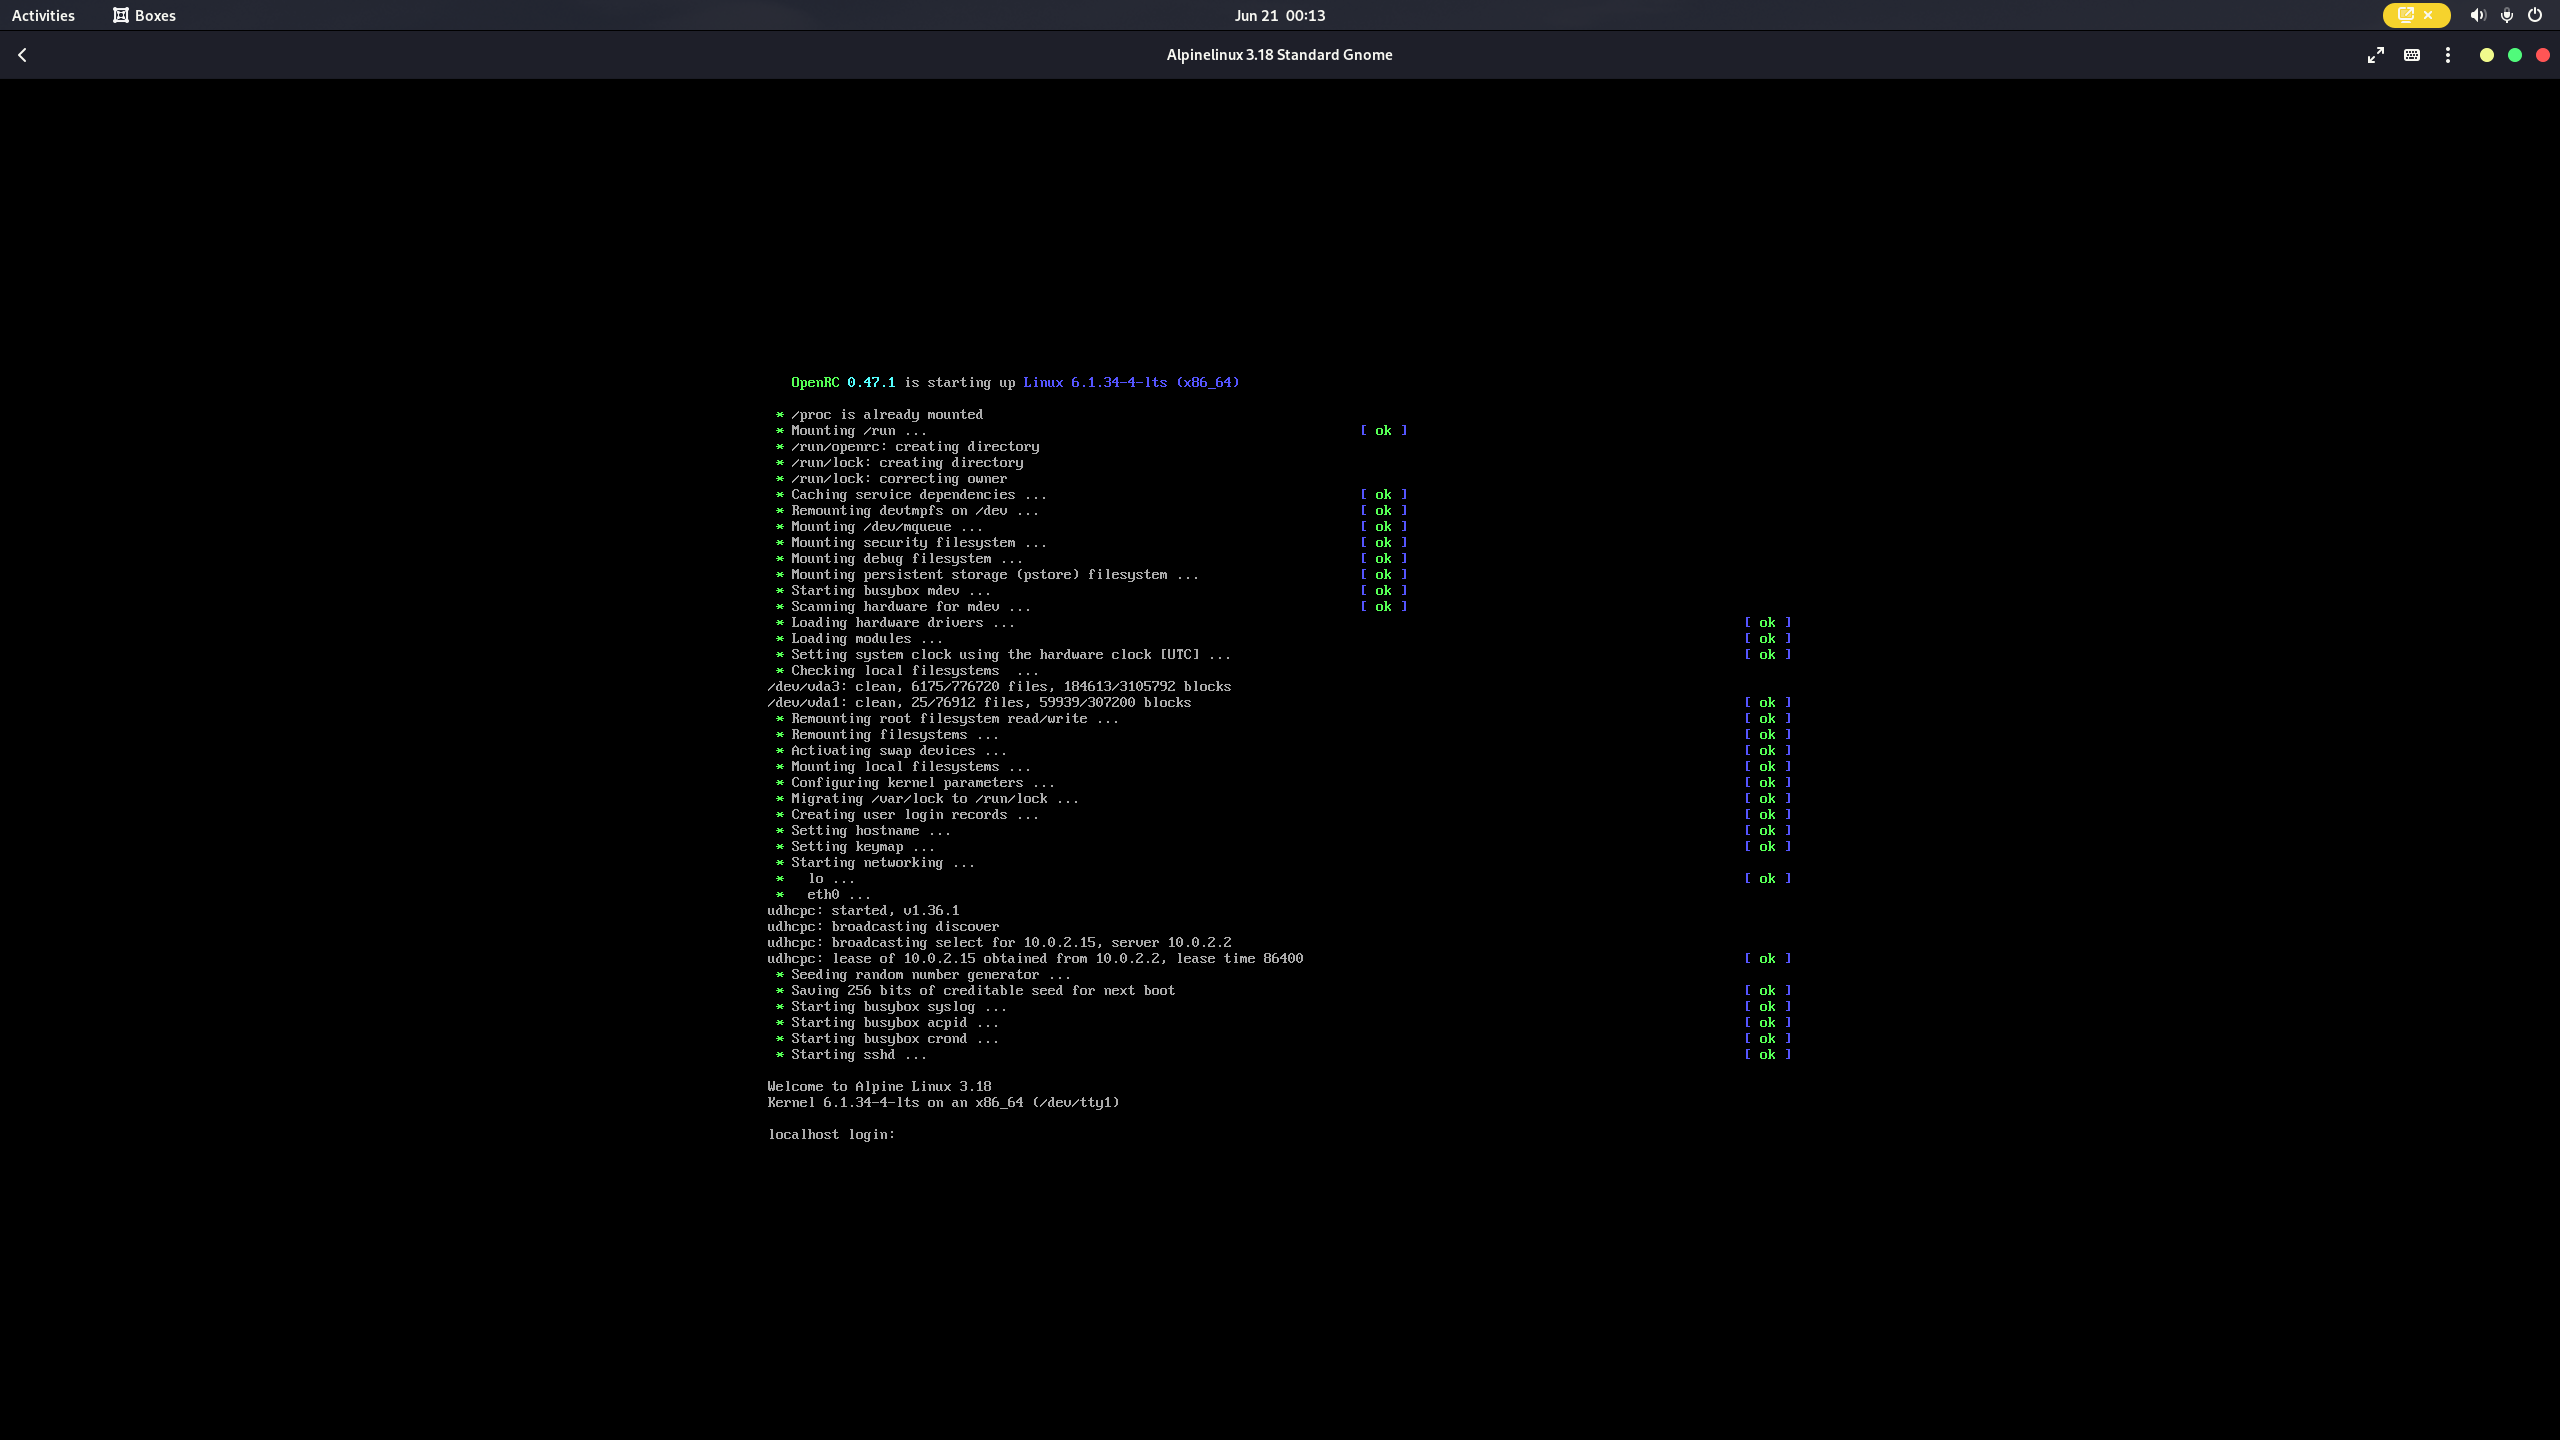 Activities Boxes Jun 21 00:13
Alpinelinux 3.18 Standard Gnome
OpenRC 0.47.1 is starting up Linux 6.1.34-4-lts (x86_64)
* /proc is already mounted
* Mounting /run ... [ ok ]
* /run/openrc: creating directory
* /run/lock: creating directory
* /run/lock: correcting owner
* Caching service dependencies ... [ ok ]
* Remounting devtmpfs on /dev ... [ ok ]
* Mounting /dev/mqueue ... [ ok ]
* Mounting security filesystem ... [ ok ]
* Mounting debug filesystem ... [ ok ]
* Mounting persistent storage (pstore) filesystem ... [ ok ]
* Starting busybox mdev ... [ ok ]
* Scanning hardware for mdev ... [ ok ]
* Loading hardware drivers ... [ ok ]
* Loading modules ... [ ok ]
* Setting system clock using the hardware clock [UTC] ... [ ok ]
* Checking local filesystems  ...
/dev/vda3: clean, 6175/776720 files, 184613/3105792 blocks
/dev/vda1: clean, 25/76912 files, 59939/307200 blocks [ ok ]
* Remounting root filesystem read/write ... [ ok ]
* Remounting filesystems ... [ ok ]
* Activating swap devices ... [ ok ]
* Mounting local filesystems ... [ ok ]
* Configuring kernel parameters ... [ ok ]
* Migrating /var/lock to /run/lock ... [ ok ]
* Creating user login records ... [ ok ]
* Setting hostname ... [ ok ]
* Setting keymap ... [ ok ]
* Starting networking ...
*   lo ... [ ok ]
*   eth0 ...
udhcpc: started, v1.36.1
udhcpc: broadcasting discover
udhcpc: broadcasting select for 10.0.2.15, server 10.0.2.2
udhcpc: lease of 10.0.2.15 obtained from 10.0.2.2, lease time 86400 [ ok ]
* Seeding random number generator ...
* Saving 256 bits of creditable seed for next boot [ ok ]
* Starting busybox syslog ... [ ok ]
* Starting busybox acpid ... [ ok ]
* Starting busybox crond ... [ ok ]
* Starting sshd ... [ ok ]
Welcome to Alpine Linux 3.18
Kernel 6.1.34-4-lts on an x86_64 (/dev/tty1)
localhost login: